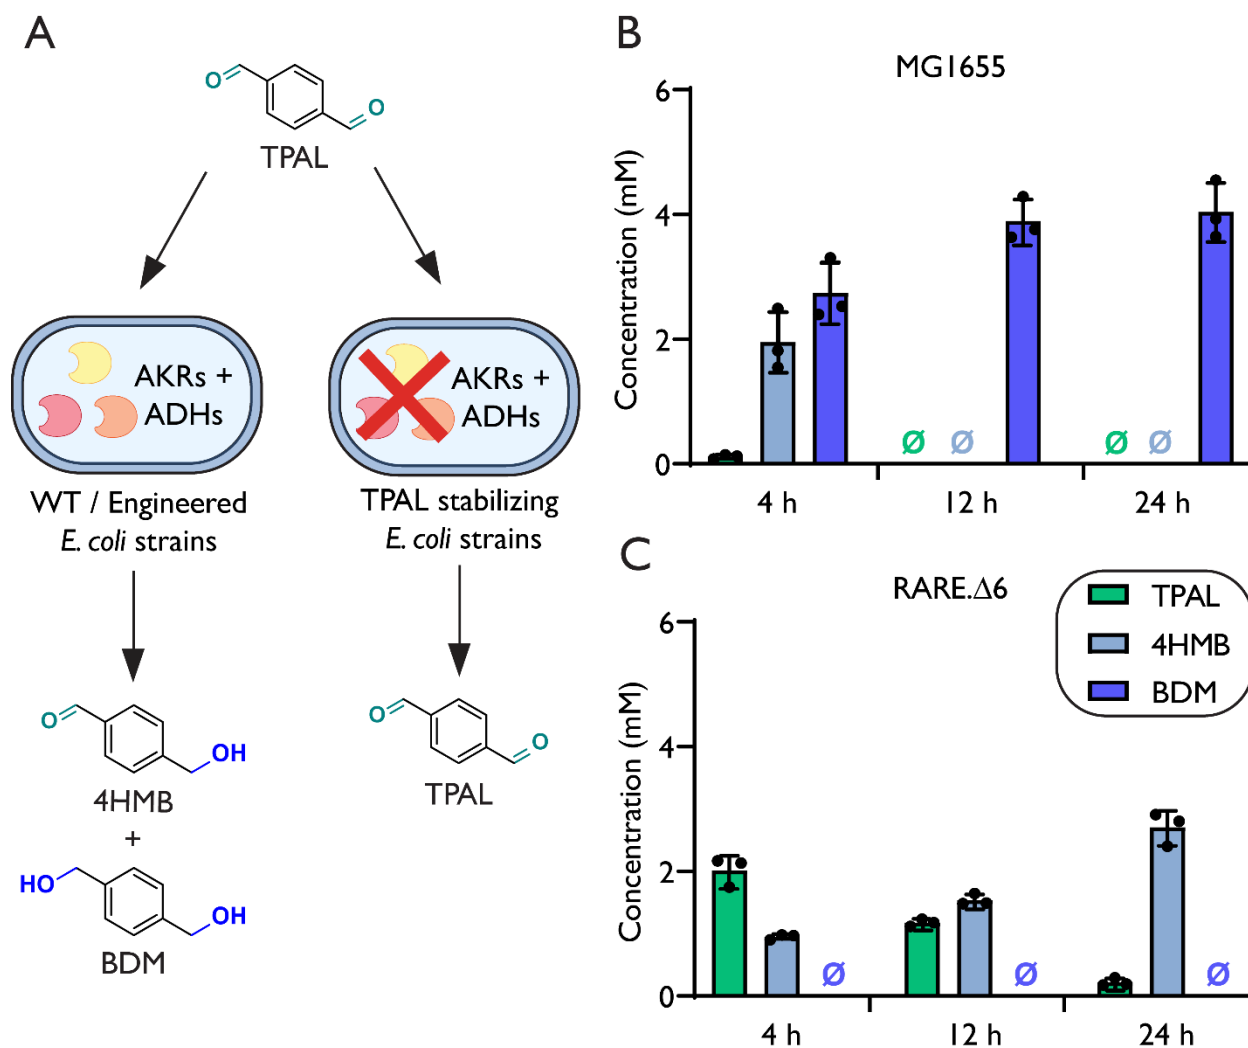 A
O
O
TPAL
AKRs +
ADHs
AKRs +
ADHs
WT / Engineered
E. coli strains
TPAL stabilizing
E. coli strains
O
OH
4HMB
+
HO
OH
BDM
O
O
TPAL
B
MG1655
Concentration (mM)
6
4
2
0
Ø Ø Ø Ø
4 h 12 h 24 h
C
RARE.Δ6
TPAL
4HMB
BDM
Concentration (mM)
6
4
2
0
Ø Ø Ø
4 h 12 h 24 h